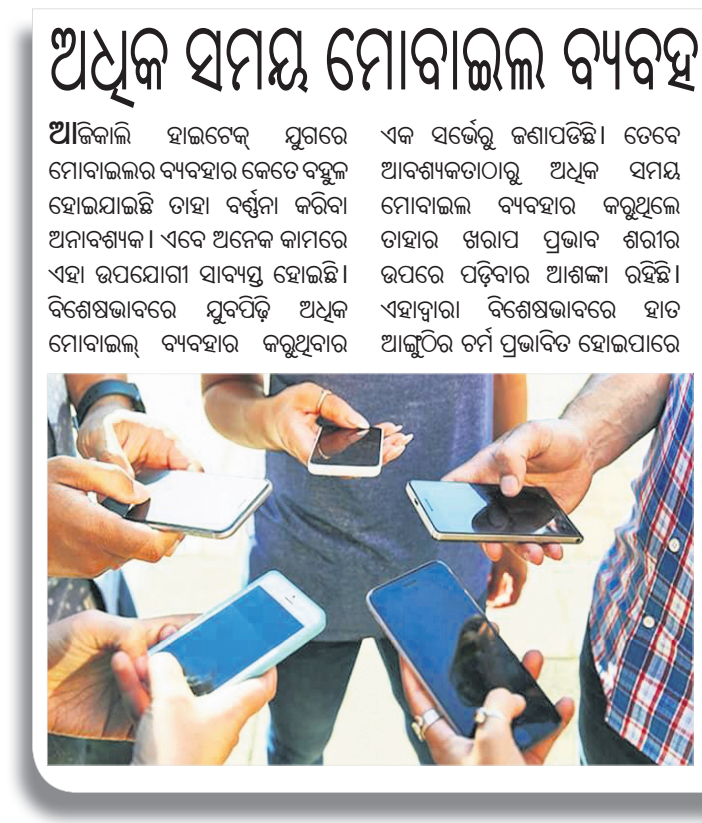 ଅଧିକ ସମୟ ମୋବାଇଲ ବ୍ୟବହ
ଆଜିକାଲି ହାଇଟେକ୍ ଯୁଗରେ
ମୋବାଇଲର ବ୍ୟବହାର କେତେ ବହୁଳ
ହୋଇଯାଇଛି ତାହା ବର୍ଣ୍ଣନା କରିବା
ଅନାବଶ୍ୟକ। ଏବେ ଅନେକ କାମରେ
ଏହା ଉପଯୋଗୀ ସାବ୍ୟସ୍ତ ହୋଇଛି।
ବିଶେଷଭାବରେ ଯୁବପିଢ଼ି ଅଧିକ
ମୋବାଇଲ୍ ବ୍ୟବହାର କରୁଥିବାର
ଏକ ସର୍ଭେରୁ ଜଣାପଡିଛି। ତେବେ
ଆବଶ୍ୟକତାଠାରୁ ଅଧିକ ସମୟ
ମୋବାଇଲ ବ୍ୟବହାର କରୁଥିଲେ
ତାହାର ଖରାପ ପ୍ରଭାବ ଶରୀର
ଉପରେ ପଡ଼ିବାର ଆଶଙ୍କା ରହିଛି।
ଏହାଦ୍ୱାରା ବିଶେଷଭାବରେ ହାତ
ଆଙ୍ଗୁଠିର ଚର୍ମ ପ୍ରଭାବିତ ହୋଇପାରେ